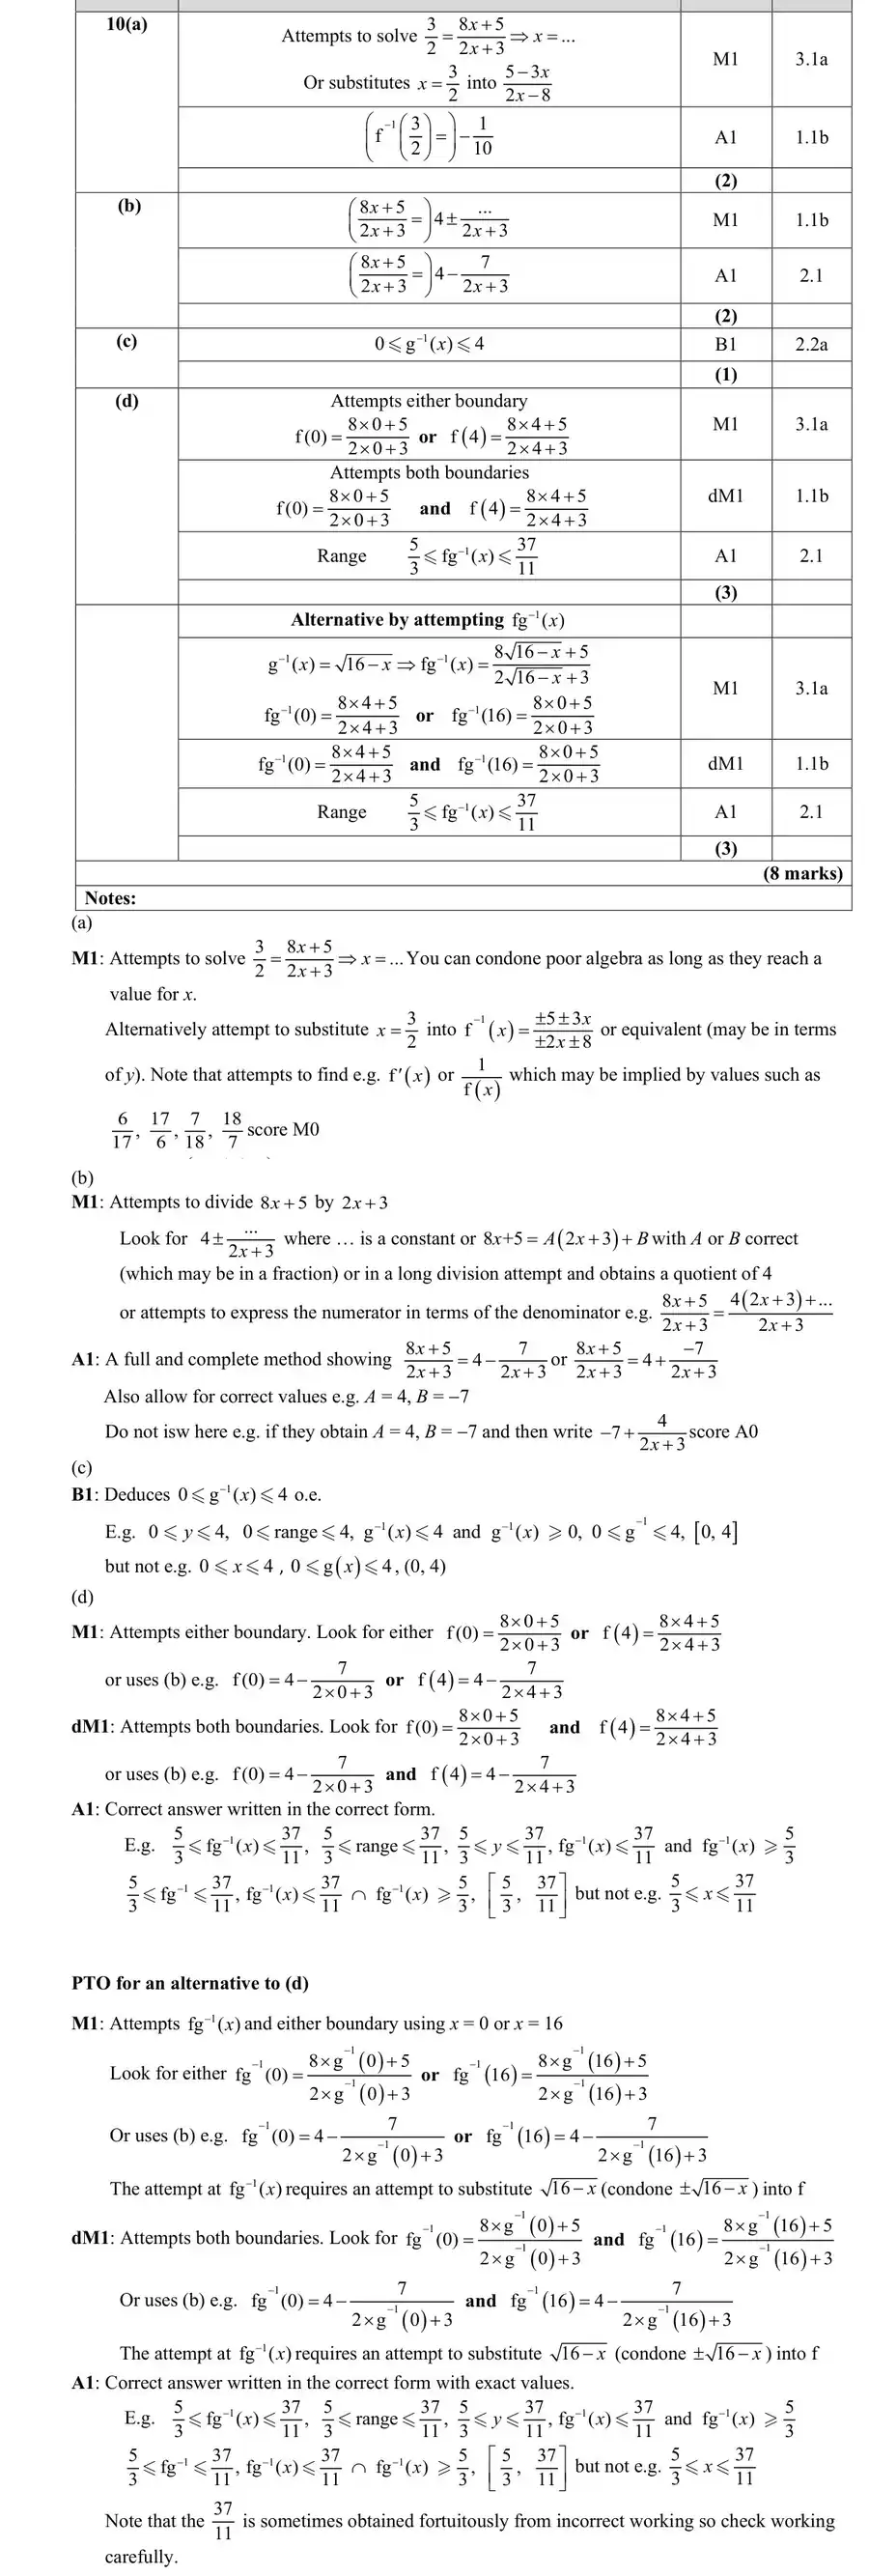 10(a) Attempts to solve 3/2 = (8x+5)/(2x+3) ⇒ x = ... M1 3.1a
Or substitutes x = 3/2 into (5−3x)/(2x−8)
(f⁻¹(3/2) =) −1/10 A1 1.1b
(2)
(b) ((8x+5)/(2x+3) =) 4 ± .../(2x+3) M1 1.1b
((8x+5)/(2x+3) =) 4 − 7/(2x+3) A1 2.1
(2)
(c) 0 ⩽ g⁻¹(x) ⩽ 4 B1 2.2a
(1)
(d) Attempts either boundary
f(0) = (8×0+5)/(2×0+3) or f(4) = (8×4+5)/(2×4+3) M1 3.1a
Attempts both boundaries
f(0) = (8×0+5)/(2×0+3) and f(4) = (8×4+5)/(2×4+3) dM1 1.1b
Range 5/3 ⩽ fg⁻¹(x) ⩽ 37/11 A1 2.1
(3)
Alternative by attempting fg⁻¹(x)
g⁻¹(x) = √(16−x) ⇒ fg⁻¹(x) = (8√(16−x)+5)/(2√(16−x)+3) M1 3.1a
fg⁻¹(0) = (8×4+5)/(2×4+3) or fg⁻¹(16) = (8×0+5)/(2×0+3)
fg⁻¹(0) = (8×4+5)/(2×4+3) and fg⁻¹(16) = (8×0+5)/(2×0+3) dM1 1.1b
Range 5/3 ⩽ fg⁻¹(x) ⩽ 37/11 A1 2.1
(3)
(8 marks)
Notes:
(a)
M1: Attempts to solve 3/2 = (8x+5)/(2x+3) ⇒ x = ... You can condone poor algebra as long as they reach a
value for x.
Alternatively attempt to substitute x = 3/2 into f⁻¹(x) = (±5±3x)/(±2x±8) or equivalent (may be in terms
of y). Note that attempts to find e.g. f′(x) or 1/f(x) which may be implied by values such as
6/17, 17/6, 7/18, 18/7 score M0
(b)
M1: Attempts to divide 8x+5 by 2x+3
Look for 4 ± .../(2x+3) where … is a constant or 8x+5 = A(2x+3)+B with A or B correct
(which may be in a fraction) or in a long division attempt and obtains a quotient of 4
or attempts to express the numerator in terms of the denominator e.g. (8x+5)/(2x+3) = (4(2x+3)+...)/(2x+3)
A1: A full and complete method showing (8x+5)/(2x+3) = 4 − 7/(2x+3) or (8x+5)/(2x+3) = 4 + −7/(2x+3)
Also allow for correct values e.g. A = 4, B = −7
Do not isw here e.g. if they obtain A = 4, B = −7 and then write −7 + 4/(2x+3) score A0
(c)
B1: Deduces 0 ⩽ g⁻¹(x) ⩽ 4 o.e.
E.g. 0 ⩽ y ⩽ 4, 0 ⩽ range ⩽ 4, g⁻¹(x) ⩽ 4 and g⁻¹(x) ⩾ 0, 0 ⩽ g⁻¹ ⩽ 4, [0, 4]
but not e.g. 0 ⩽ x ⩽ 4 , 0 ⩽ g(x) ⩽ 4, (0, 4)
(d)
M1: Attempts either boundary. Look for either f(0) = (8×0+5)/(2×0+3) or f(4) = (8×4+5)/(2×4+3)
or uses (b) e.g. f(0) = 4 − 7/(2×0+3) or f(4) = 4 − 7/(2×4+3)
dM1: Attempts both boundaries. Look for f(0) = (8×0+5)/(2×0+3) and f(4) = (8×4+5)/(2×4+3)
or uses (b) e.g. f(0) = 4 − 7/(2×0+3) and f(4) = 4 − 7/(2×4+3)
A1: Correct answer written in the correct form.
E.g. 5/3 ⩽ fg⁻¹(x) ⩽ 37/11, 5/3 ⩽ range ⩽ 37/11, 5/3 ⩽ y ⩽ 37/11, fg⁻¹(x) ⩽ 37/11 and fg⁻¹(x) ⩾ 5/3
5/3 ⩽ fg⁻¹ ⩽ 37/11, fg⁻¹(x) ⩽ 37/11 ∩ fg⁻¹(x) ⩾ 5/3, [5/3, 37/11] but not e.g. 5/3 ⩽ x ⩽ 37/11
PTO for an alternative to (d)
M1: Attempts fg⁻¹(x) and either boundary using x = 0 or x = 16
Look for either fg⁻¹(0) = (8×g⁻¹(0)+5)/(2×g⁻¹(0)+3) or fg⁻¹(16) = (8×g⁻¹(16)+5)/(2×g⁻¹(16)+3)
Or uses (b) e.g. fg⁻¹(0) = 4 − 7/(2×g⁻¹(0)+3) or fg⁻¹(16) = 4 − 7/(2×g⁻¹(16)+3)
The attempt at fg⁻¹(x) requires an attempt to substitute √(16−x) (condone ±√(16−x)) into f
dM1: Attempts both boundaries. Look for fg⁻¹(0) = (8×g⁻¹(0)+5)/(2×g⁻¹(0)+3) and fg⁻¹(16) = (8×g⁻¹(16)+5)/(2×g⁻¹(16)+3)
Or uses (b) e.g. fg⁻¹(0) = 4 − 7/(2×g⁻¹(0)+3) and fg⁻¹(16) = 4 − 7/(2×g⁻¹(16)+3)
The attempt at fg⁻¹(x) requires an attempt to substitute √(16−x) (condone ±√(16−x)) into f
A1: Correct answer written in the correct form with exact values.
E.g. 5/3 ⩽ fg⁻¹(x) ⩽ 37/11, 5/3 ⩽ range ⩽ 37/11, 5/3 ⩽ y ⩽ 37/11, fg⁻¹(x) ⩽ 37/11 and fg⁻¹(x) ⩾ 5/3
5/3 ⩽ fg⁻¹ ⩽ 37/11, fg⁻¹(x) ⩽ 37/11 ∩ fg⁻¹(x) ⩾ 5/3, [5/3, 37/11] but not e.g. 5/3 ⩽ x ⩽ 37/11
Note that the 37/11 is sometimes obtained fortuitously from incorrect working so check working
carefully.